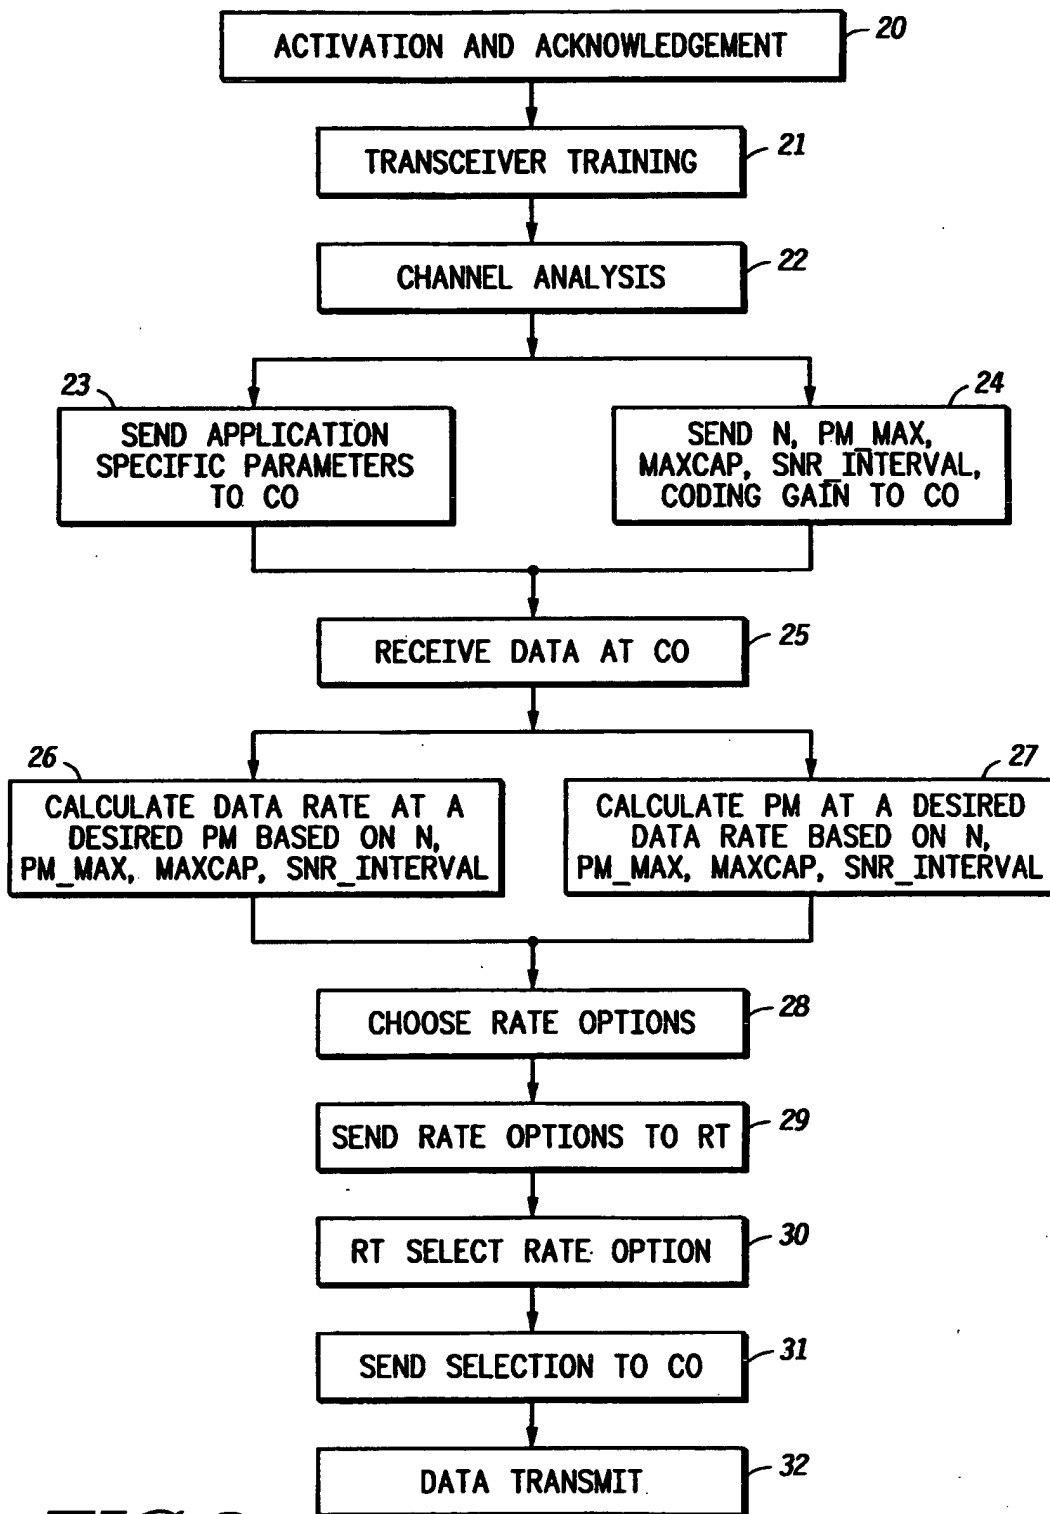 ACTIVATION AND ACKNOWLEDGEMENT
20
TRANSCEIVER TRAINING
21
CHANNEL ANALYSIS
22
23
SEND APPLICATION
SPECIFIC PARAMETERS
TO CO
24
SEND N, PM_MAX,
MAXCAP, SNR_INTERVAL,
CODING GAIN TO CO
RECEIVE DATA AT CO
25
26
CALCULATE DATA RATE AT A
DESIRED PM BASED ON N,
PM_MAX, MAXCAP, SNR_INTERVAL
27
CALCULATE PM AT A DESIRED
DATA RATE BASED ON N,
PM_MAX, MAXCAP, SNR_INTERVAL
CHOOSE RATE OPTIONS
28
SEND RATE OPTIONS TO RT
29
RT SELECT RATE OPTION
30
SEND SELECTION TO CO
31
DATA TRANSMIT
32